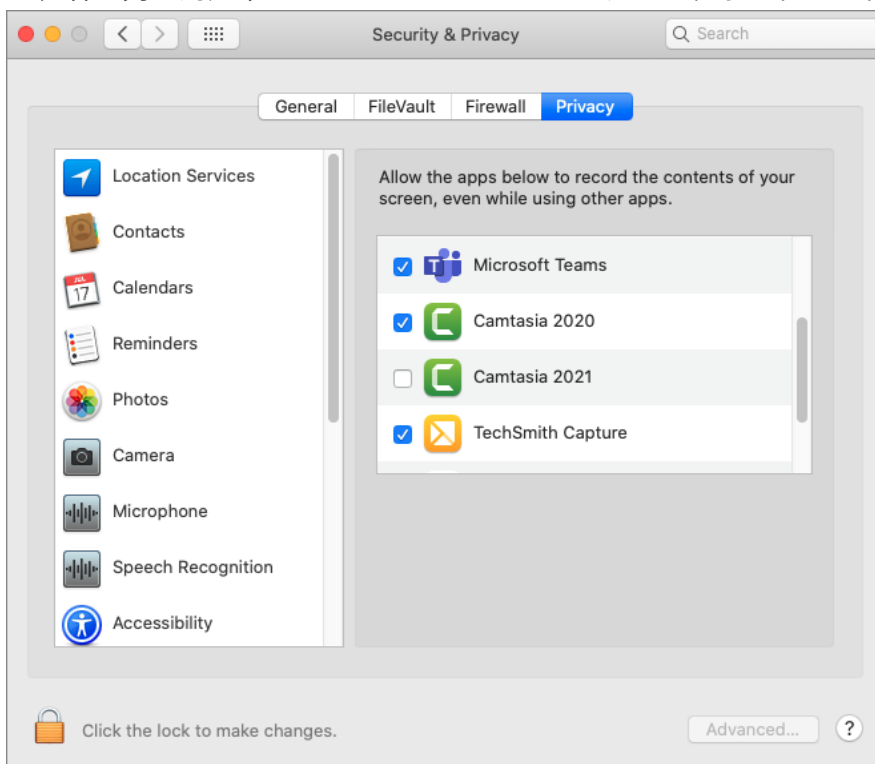 Security & Privacy
Search
General
FileVault
Firewall
Privacy
Location Services
Contacts
JUL
17
Calendars
Reminders
Photos
Camera
Microphone
Speech Recognition
Accessibility
Allow the apps below to record the contents of your
screen, even while using other apps.
T
Microsoft Teams
C
Camtasia 2020
C
Camtasia 2021
TechSmith Capture
Click the lock to make changes.
Advanced...
?